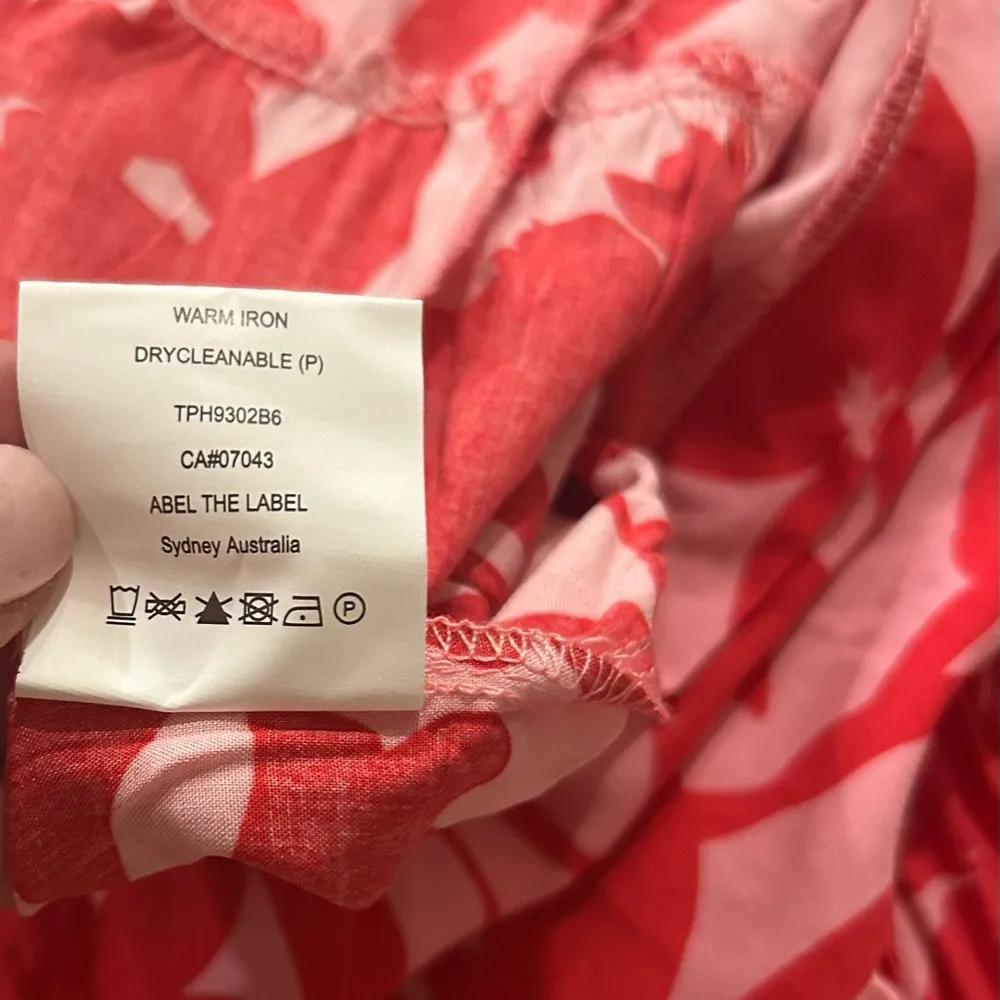 WARM IRON
DRYCLEANABLE (P)
TPH9302B6
CA#07043
ABEL THE LABEL
Sydney Australia
P